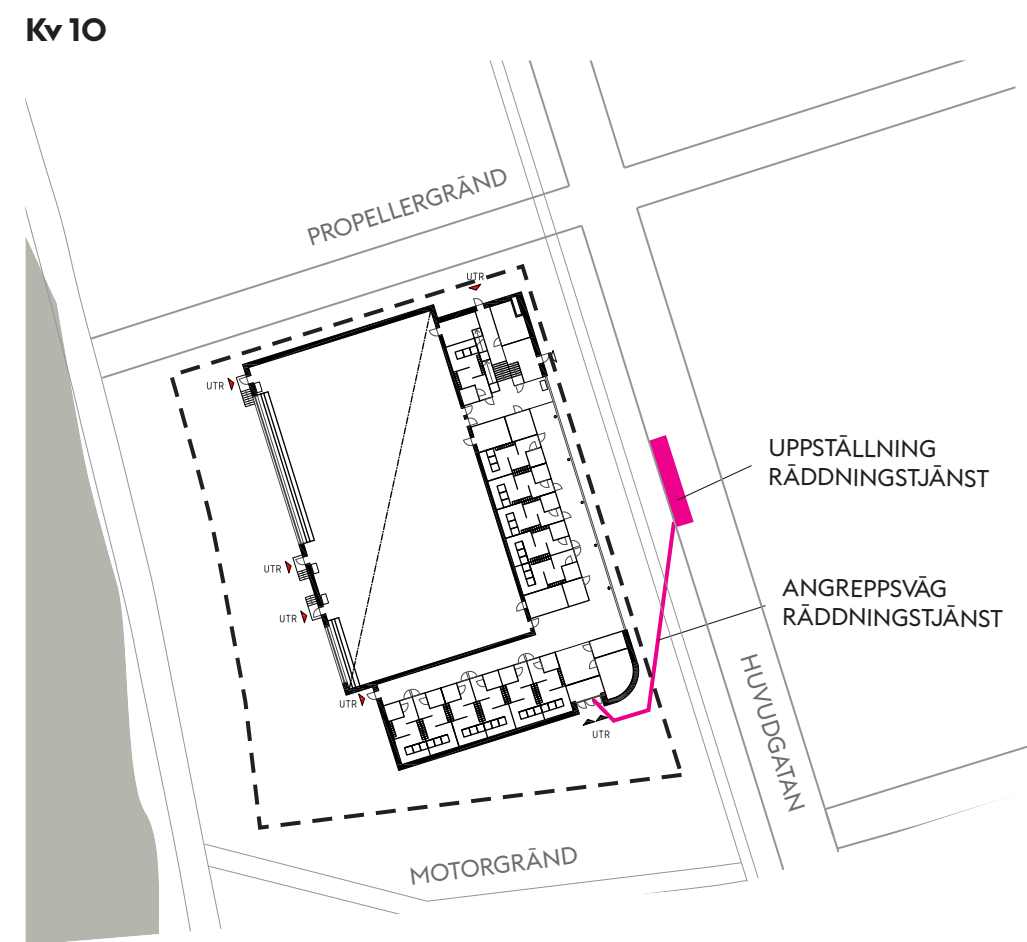 Kv 10
PROPELLERGRÄND
UTR
UTR
UPPSTÄLLNING
RÄDDNINGSTJÄNST
UTR
ANGREPPSVÄG
RÄDDNINGSTJÄNST
UTR
HUVUDGATAN
UTR
UTR
MOTORGRÄND